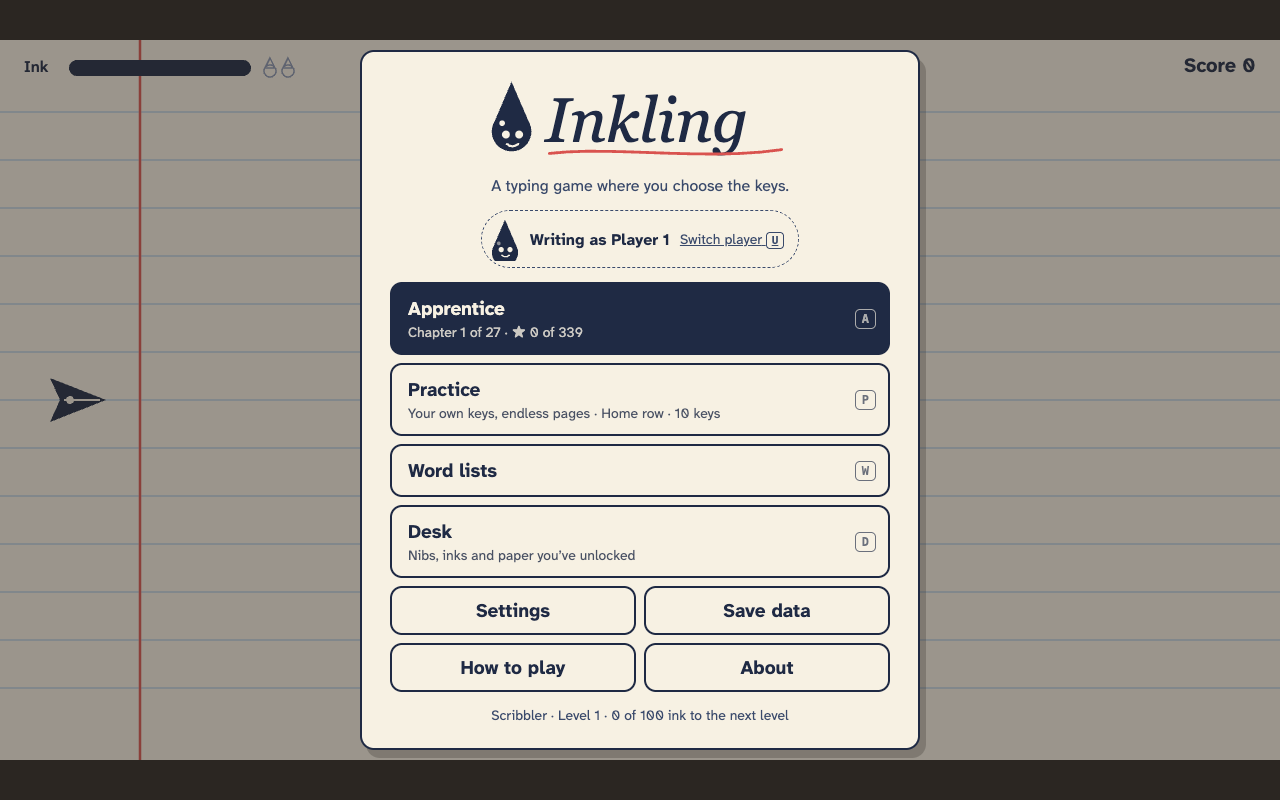 Ink
Score 0
Inkling
A typing game where you choose the keys.
Writing as Player 1 Switch player U
Apprentice
Chapter 1 of 27 · ★ 0 of 339
A
Practice
Your own keys, endless pages · Home row · 10 keys
P
Word lists
W
Desk
Nibs, inks and paper you've unlocked
D
Settings
Save data
How to play
About
Scribbler · Level 1 · 0 of 100 ink to the next level